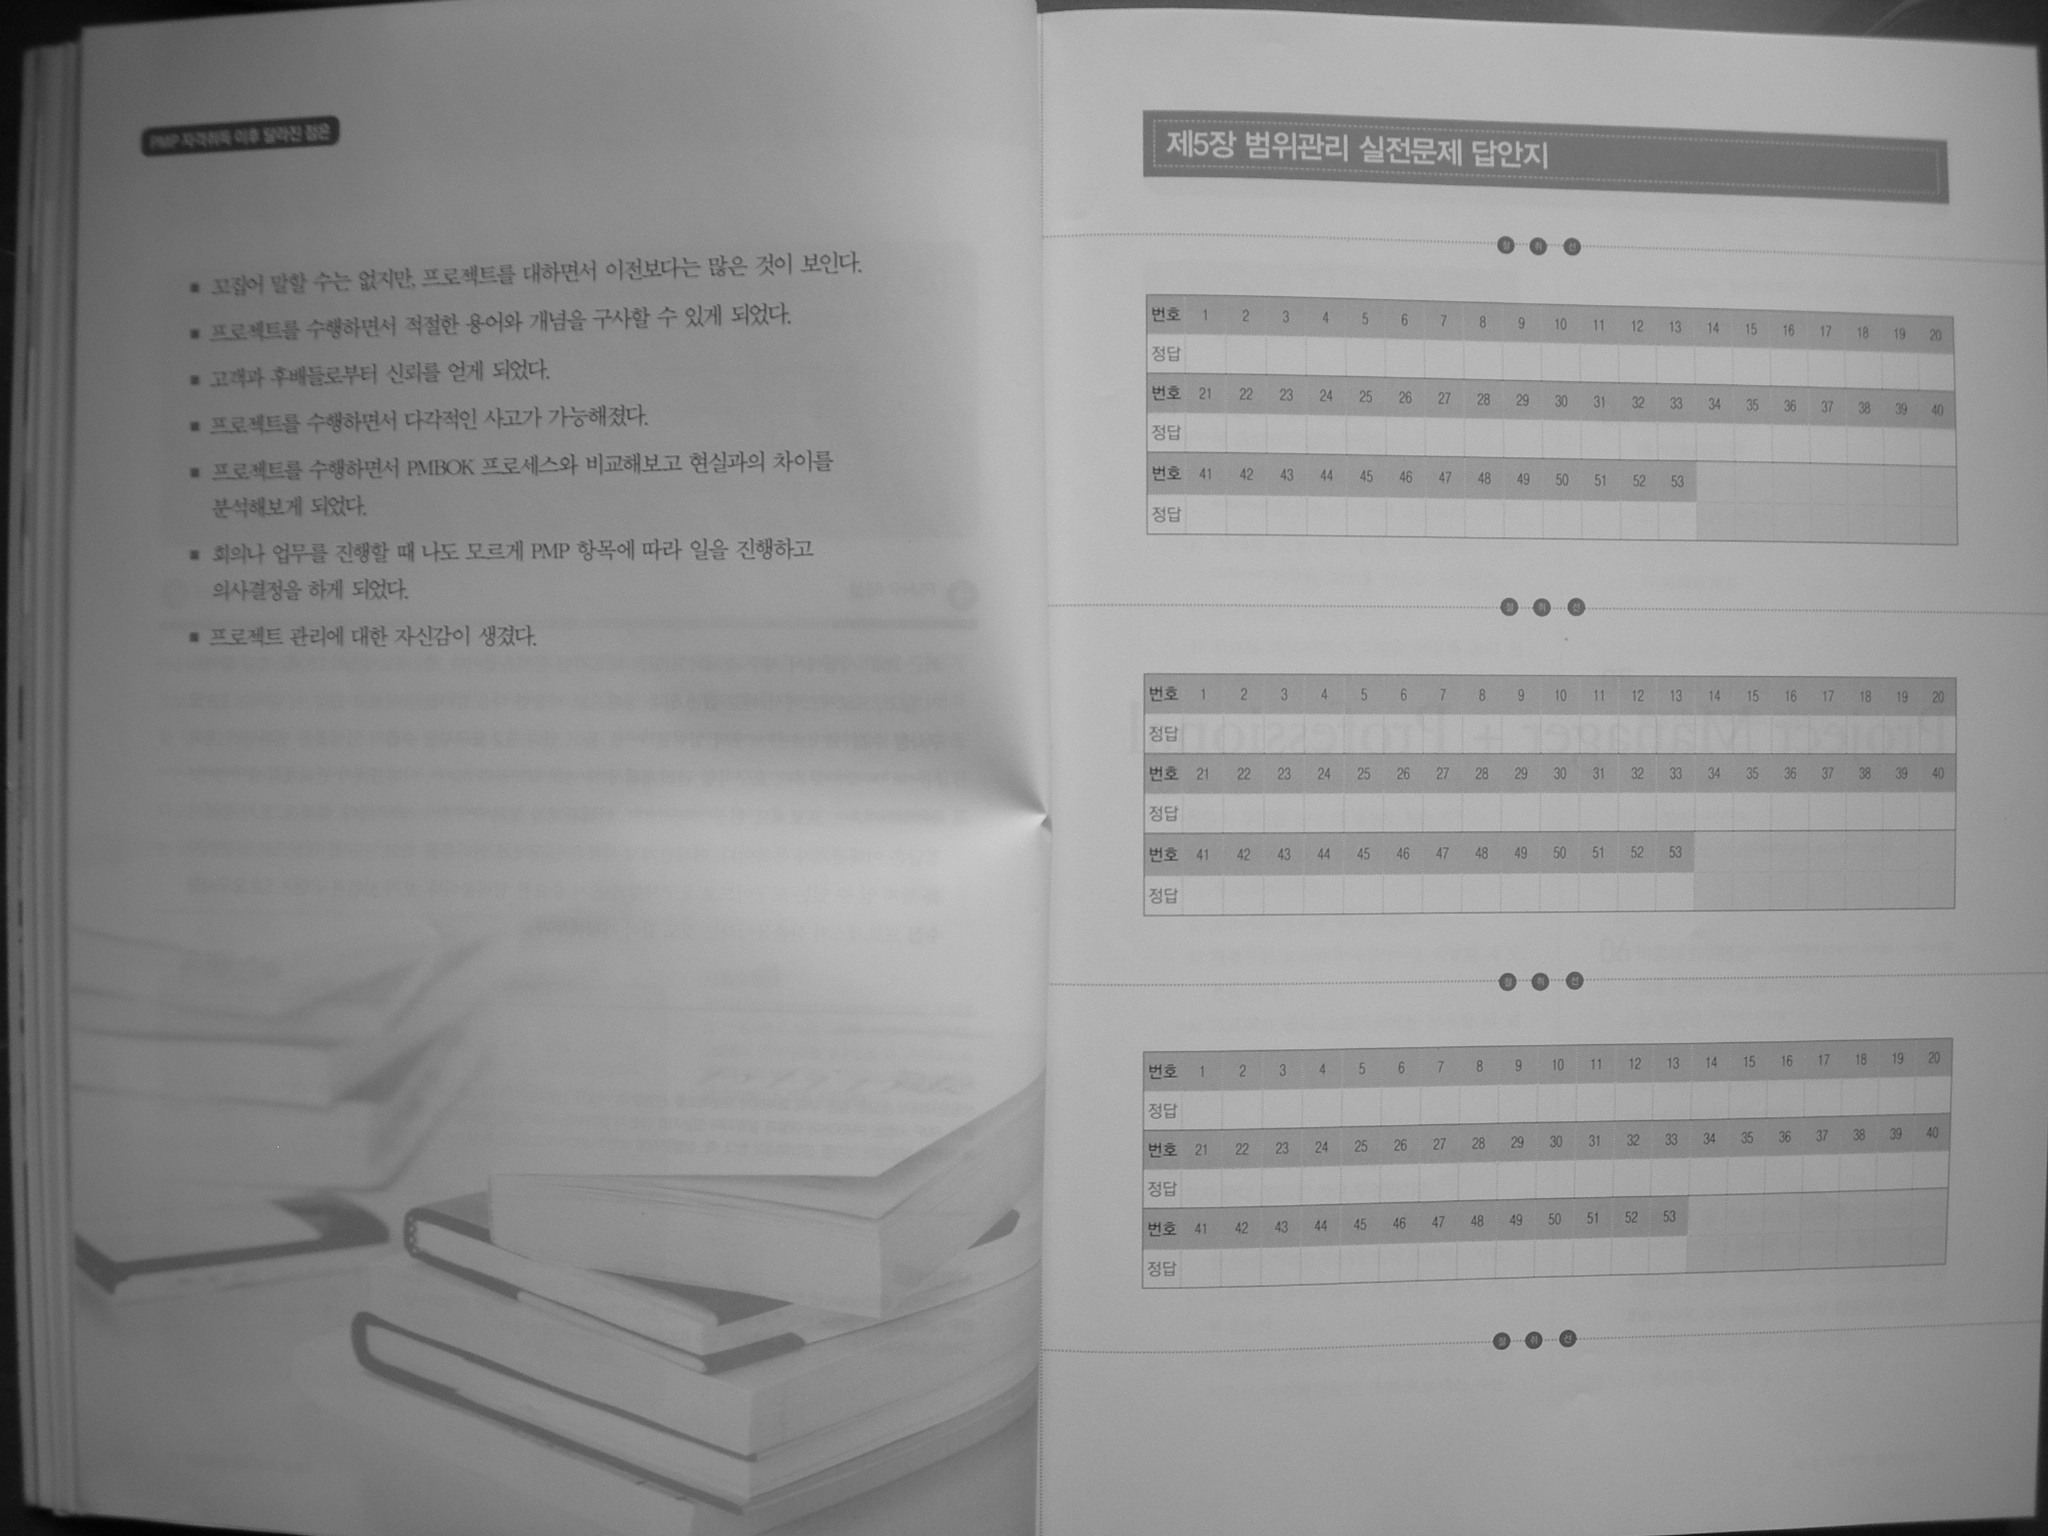 PMP 자격취득 이후 달라진 점은
■ 꼬집어 말할 수는 없지만, 프로젝트를 대하면서 이전보다는 많은 것이 보인다.
■ 프로젝트를 수행하면서 적절한 용어와 개념을 구사할 수 있게 되었다.
■ 고객과 후배들로부터 신뢰를 얻게 되었다.
■ 프로젝트를 수행하면서 다각적인 사고가 가능해졌다.
■ 프로젝트를 수행하면서 PMBOK 프로세스와 비교해보고 현실과의 차이를
분석해보게 되었다.
■ 회의나 업무를 진행할 때 나도 모르게 PMP 항목에 따라 일을 진행하고
의사결정을 하게 되었다.
■ 프로젝트 관리에 대한 자신감이 생겼다.
제5장 범위관리 실전문제 답안지
절 취 선
번호 1 2 3 4 5 6 7 8 9 10 11 12 13 14 15 16 17 18 19 20
정답
번호 21 22 23 24 25 26 27 28 29 30 31 32 33 34 35 36 37 38 39 40
정답
번호 41 42 43 44 45 46 47 48 49 50 51 52 53
정답
절 취 선
번호 1 2 3 4 5 6 7 8 9 10 11 12 13 14 15 16 17 18 19 20
정답
번호 21 22 23 24 25 26 27 28 29 30 31 32 33 34 35 36 37 38 39 40
정답
번호 41 42 43 44 45 46 47 48 49 50 51 52 53
정답
절 취 선
번호 1 2 3 4 5 6 7 8 9 10 11 12 13 14 15 16 17 18 19 20
정답
번호 21 22 23 24 25 26 27 28 29 30 31 32 33 34 35 36 37 38 39 40
정답
번호 41 42 43 44 45 46 47 48 49 50 51 52 53
정답
절 취 선